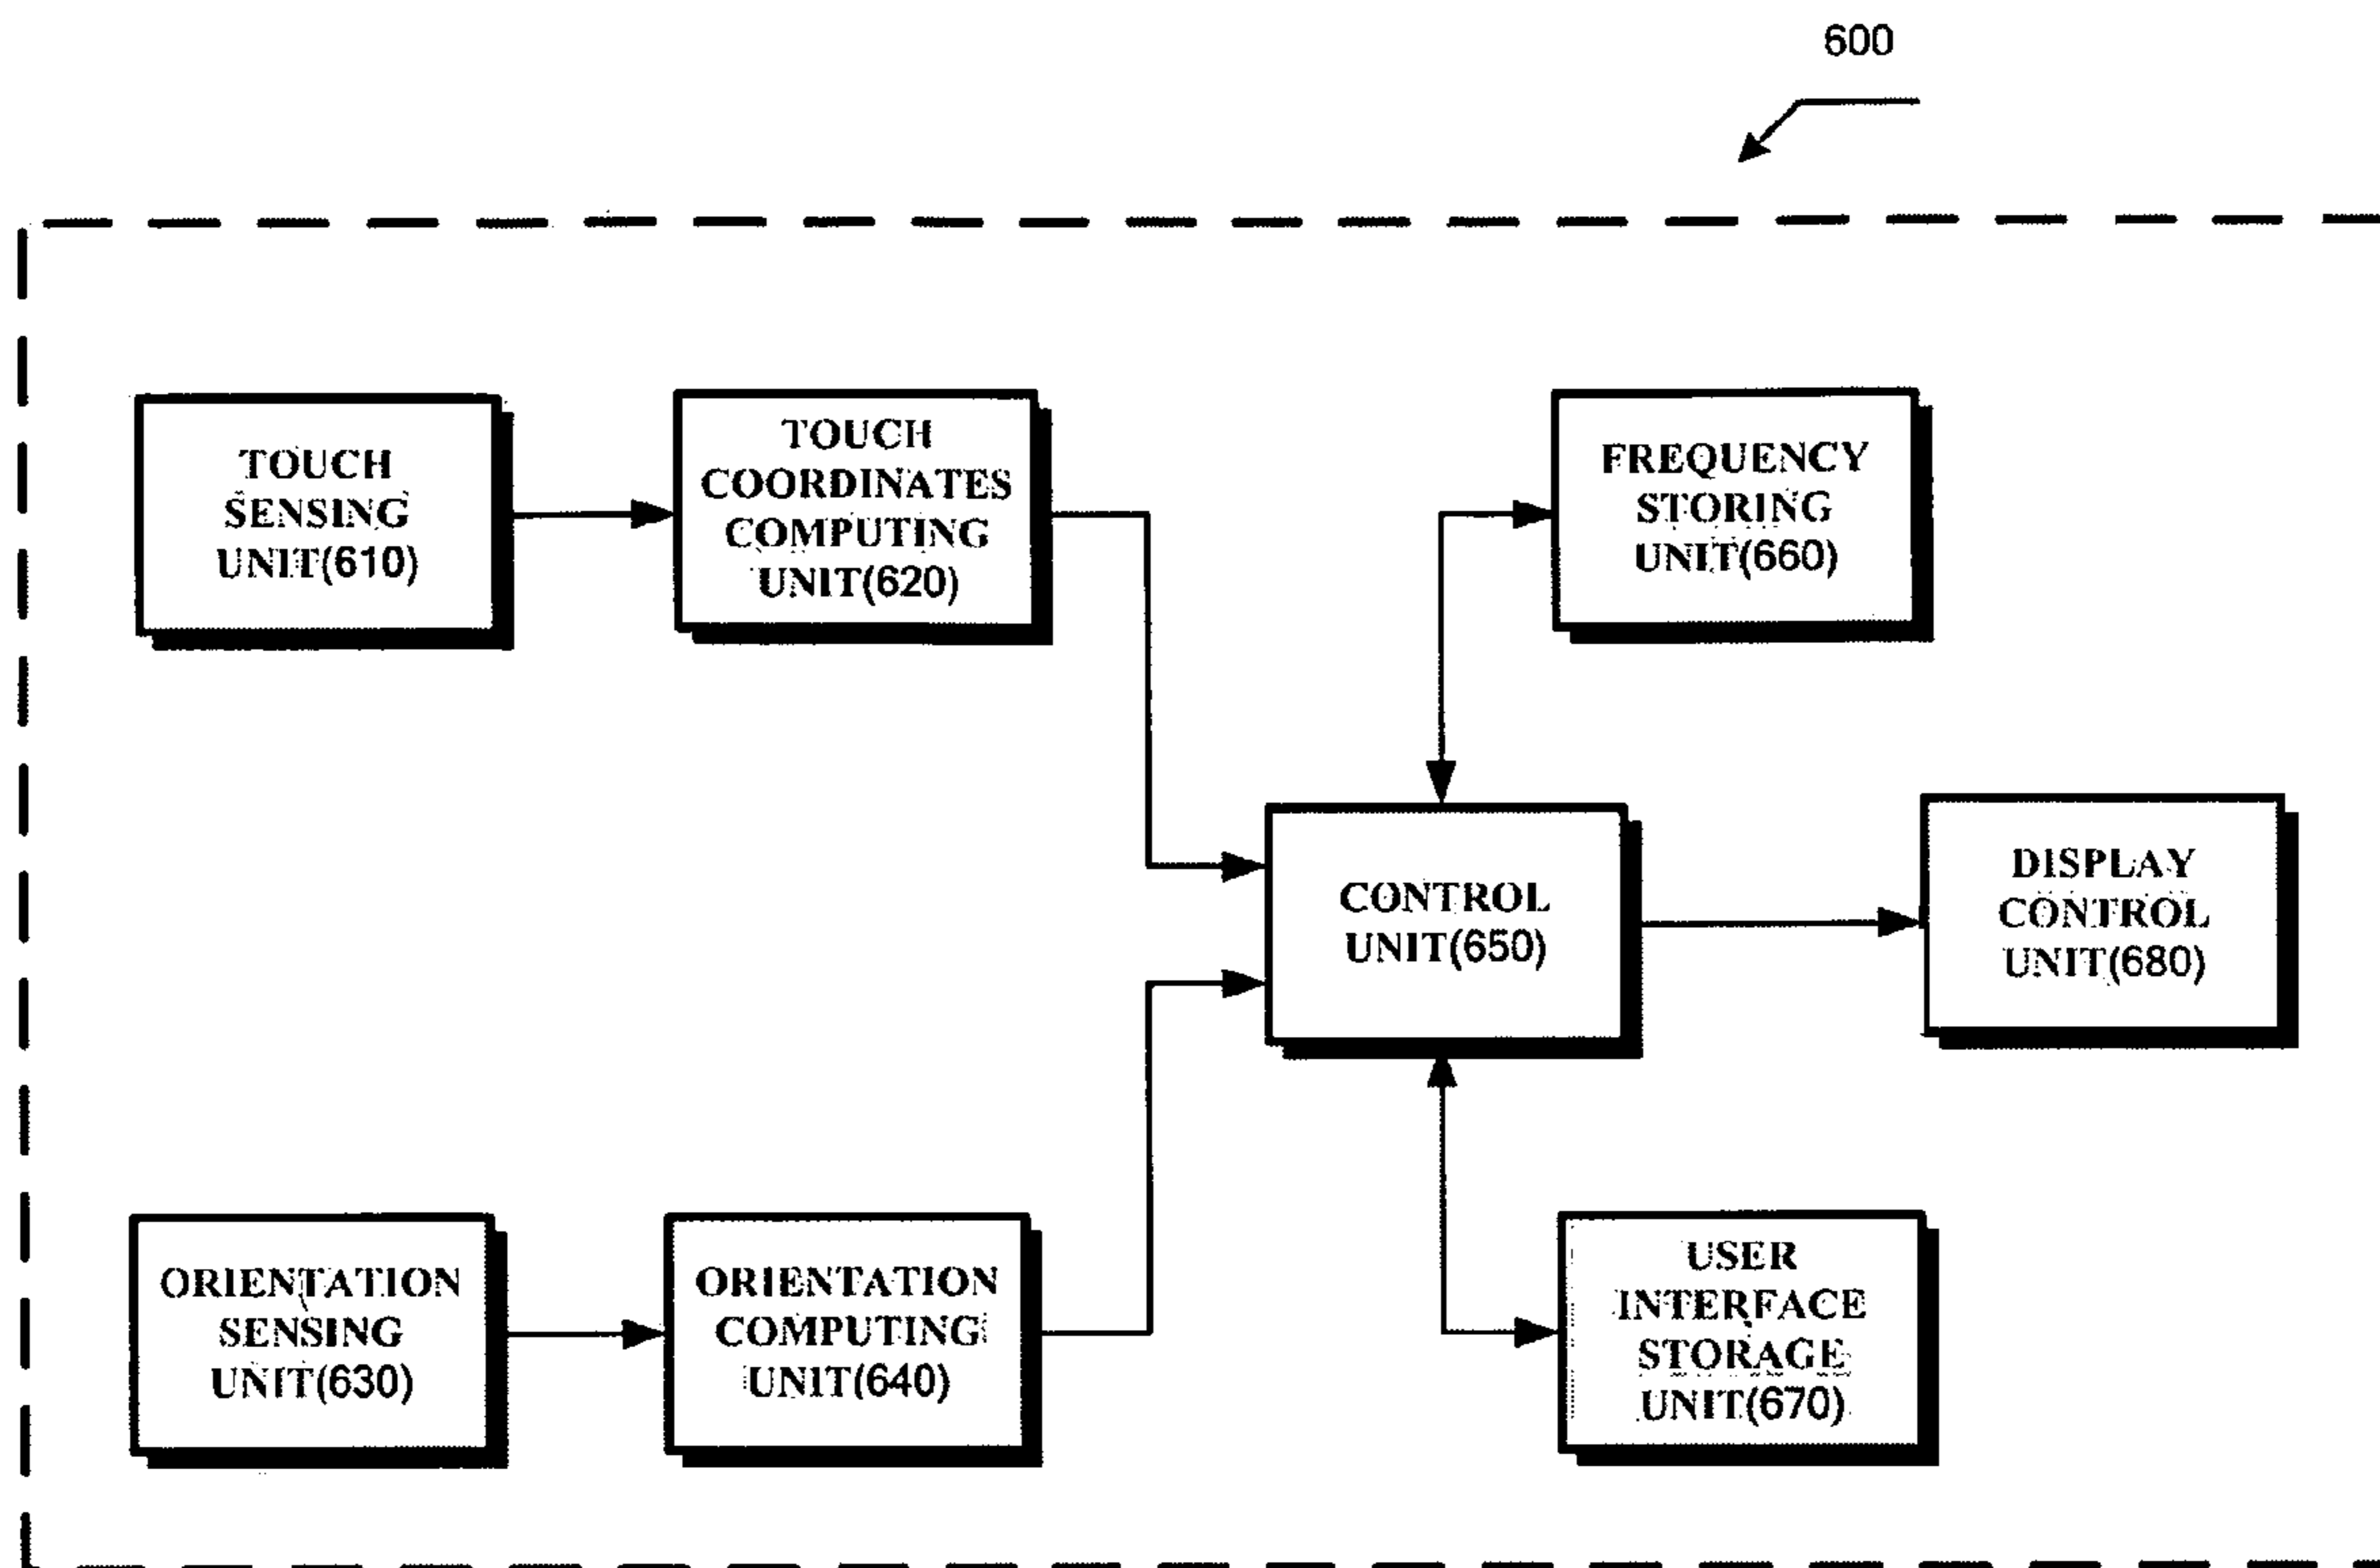 600
TOUCH
SENSING
UNIT(610)
TOUCH
COORDINATES
COMPUTING
UNIT(620)
FREQUENCY
STORING
UNIT(660)
CONTROL
UNIT(650)
DISPLAY
CONTROL
UNIT(680)
ORIENTATION
SENSING
UNIT(630)
ORIENTATION
COMPUTING
UNIT(640)
USER
INTERFACE
STORAGE
UNIT(670)